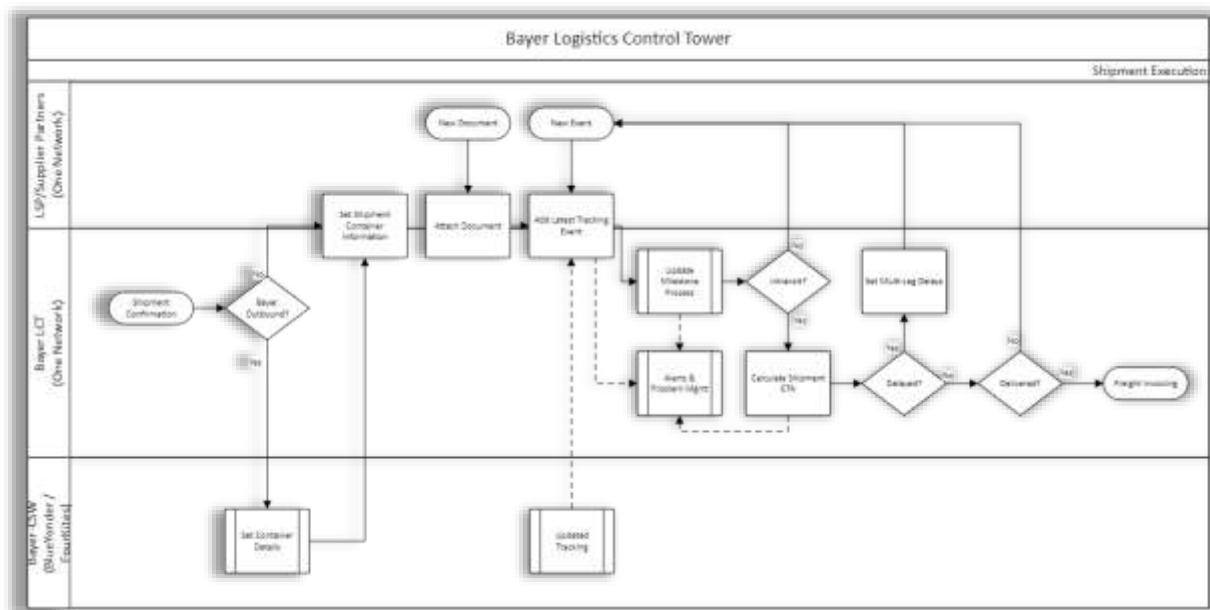 Bayer Logistics Control Tower
Shipment Execution
LSP/Supplier Partners
(One Network)
New Document
New Event
Set Shipment
Container
Information
Attach Document
Add Latest Tracking
Event
Bayer LCT
(One Network)
Shipment
Confirmation
Bayer
Outbound?
No
Update
Milestone
Process
Intransit?
No
Yes
Set Multi-Leg Delays
Alerts &
Problem Mgmt
Calculate Shipment
ETA
Delayed?
Yes
No
Delivered?
No
Yes
Freight Invoicing
Bayer CSW
(BlueYonder /
FourKites)
Set Container
Details
Updated
Tracking